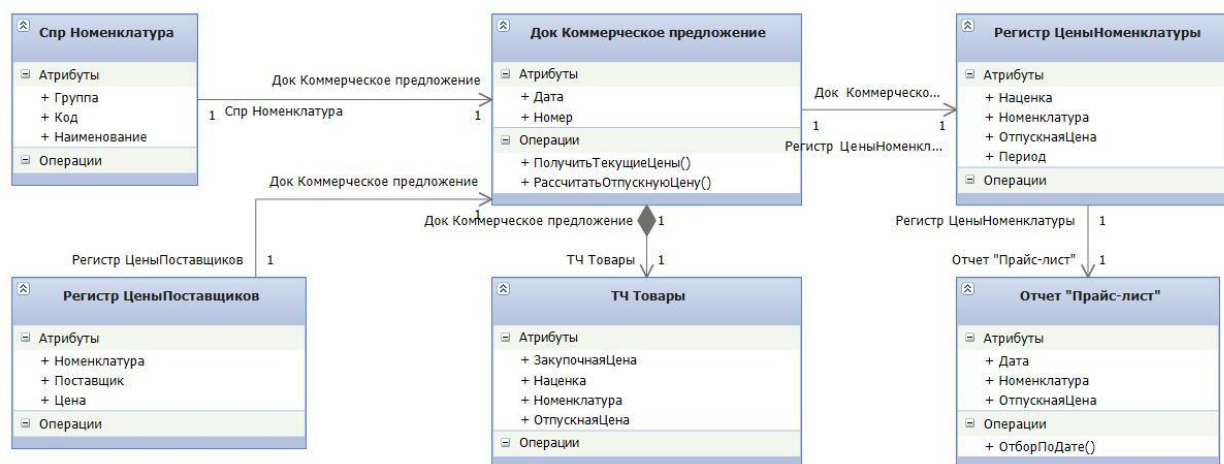 Спр Номенклатура
Атрибуты
+ Группа
+ Код
+ Наименование
Операции
Док Коммерческое предложение
1
Спр Номенклатура
1
Док Коммерческое предложение
Атрибуты
+ Дата
+ Номер
Операции
+ ПолучитьТекущиеЦены()
+ РассчитатьОтпускнуюЦену()
Док Коммерческо...
1
1
Регистр ЦеныНоменкл...
Регистр ЦеныНоменклатуры
Атрибуты
+ Наценка
+ Номенклатура
+ ОтпускнаяЦена
+ Период
Операции
Док Коммерческое предложение
1
Регистр ЦеныПоставщиков
1
Док Коммерческое предложение
1
ТЧ Товары
1
Регистр ЦеныНоменклатуры
1
Отчет "Прайс-лист"
1
Регистр ЦеныПоставщиков
Атрибуты
+ Номенклатура
+ Поставщик
+ Цена
Операции
ТЧ Товары
Атрибуты
+ ЗакупочнаяЦена
+ Наценка
+ Номенклатура
+ ОтпускнаяЦена
Операции
Отчет "Прайс-лист"
Атрибуты
+ Дата
+ Номенклатура
+ ОтпускнаяЦена
Операции
+ ОтборПоДате()